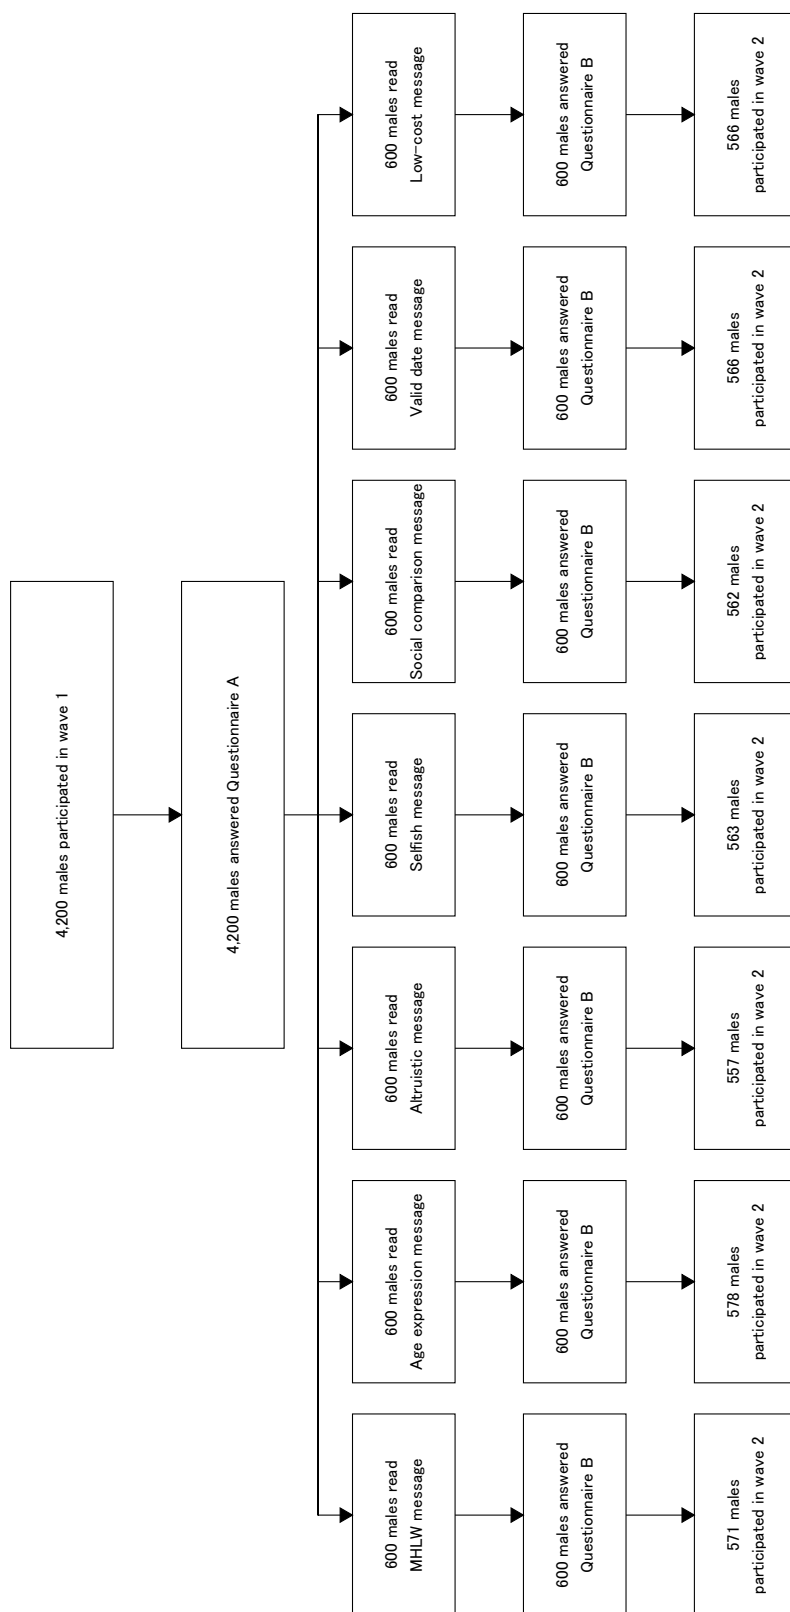 4,200 males participated in wave 1
4,200 males answered Questionnaire A
600 males read
MHLW message
600 males read
Age expression message
600 males read
Altruistic message
600 males read
Selfish message
600 males read
Social comparison message
600 males read
Valid date message
600 males read
Low-cost message
600 males answered
Questionnaire B
600 males answered
Questionnaire B
600 males answered
Questionnaire B
600 males answered
Questionnaire B
600 males answered
Questionnaire B
600 males answered
Questionnaire B
600 males answered
Questionnaire B
571 males
participated in wave 2
578 males
participated in wave 2
557 males
participated in wave 2
563 males
participated in wave 2
562 males
participated in wave 2
566 males
participated in wave 2
566 males
participated in wave 2